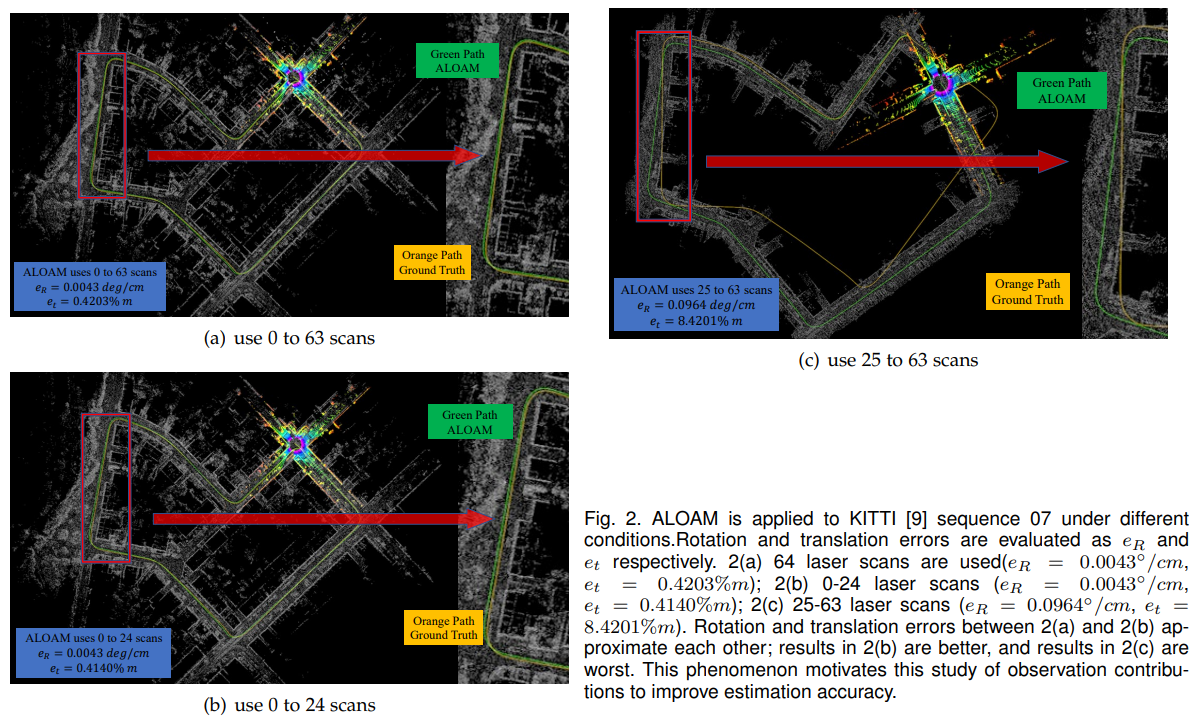 Green Path
ALOAM
Orange Path
Ground Truth
ALOAM uses 0 to 63 scans
e_R = 0.0043 deg/cm
e_t = 0.4203% m
(a) use 0 to 63 scans
Green Path
ALOAM
Orange Path
Ground Truth
ALOAM uses 25 to 63 scans
e_R = 0.0964 deg/cm
e_t = 8.4201% m
(c) use 25 to 63 scans
Green Path
ALOAM
Orange Path
Ground Truth
ALOAM uses 0 to 24 scans
e_R = 0.0043 deg/cm
e_t = 0.4140% m
(b) use 0 to 24 scans
Fig. 2. ALOAM is applied to KITTI [9] sequence 07 under different
conditions.Rotation and translation errors are evaluated as e_R and
e_t respectively. 2(a) 64 laser scans are used(e_R = 0.0043°/cm,
e_t = 0.4203%m); 2(b) 0-24 laser scans (e_R = 0.0043°/cm,
e_t = 0.4140%m); 2(c) 25-63 laser scans (e_R = 0.0964°/cm, e_t =
8.4201%m). Rotation and translation errors between 2(a) and 2(b) ap-
proximate each other; results in 2(b) are better, and results in 2(c) are
worst. This phenomenon motivates this study of observation contribu-
tions to improve estimation accuracy.